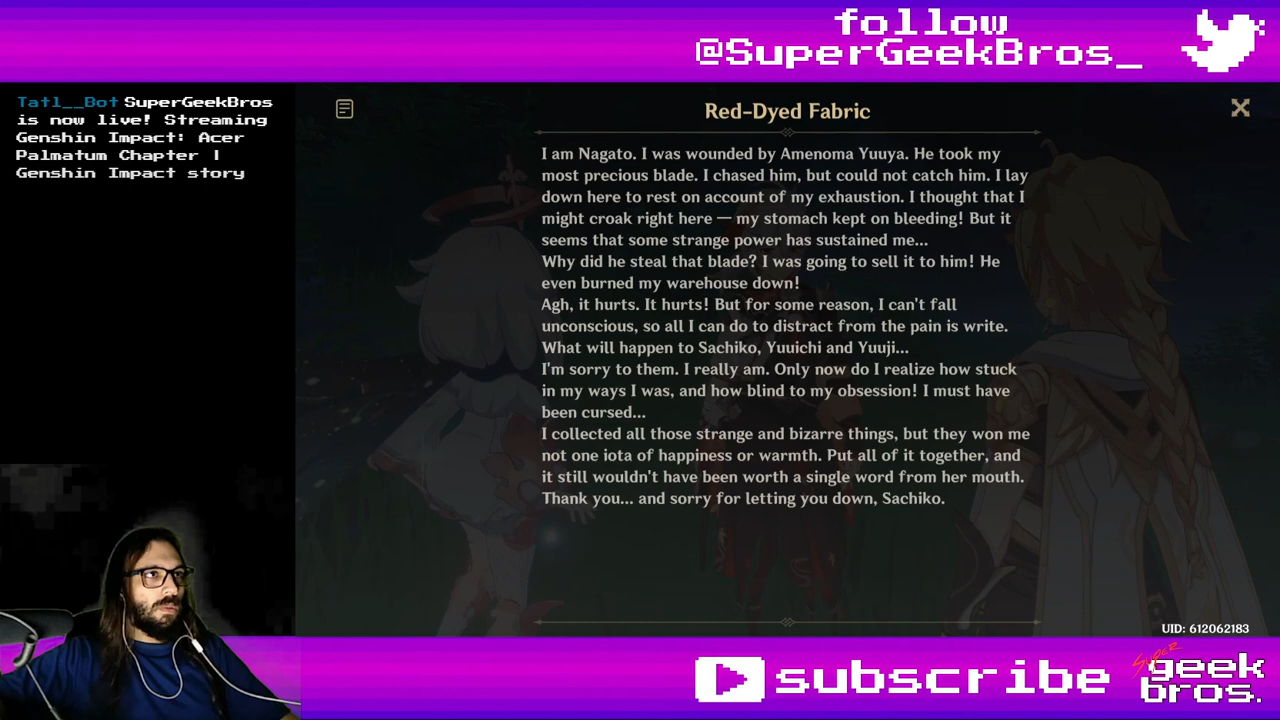 follow
@SuperGeekBros_
Tatl__Bot SuperGeekBros
is now live! Streaming
Genshin Impact: Acer
Palmatum Chapter 1
Genshin Impact story
Red-Dyed Fabric
I am Nagato. I was wounded by Amenoma Yuuya. He took my
most precious blade. I chased him, but could not catch him. I lay
down here to rest on account of my exhaustion. I thought that I
might croak right here — my stomach kept on bleeding! But it
seems that some strange power has sustained me...
Why did he steal that blade? I was going to sell it to him! He
even burned my warehouse down!
Agh, it hurts. It hurts! But for some reason, I can't fall
unconscious, so all I can do to distract from the pain is write.
What will happen to Sachiko, Yuuichi and Yuuji...
I'm sorry to them. I really am. Only now do I realize how stuck
in my ways I was, and how blind to my obsession! I must have
been cursed...
I collected all those strange and bizarre things, but they won me
not one iota of happiness or warmth. Put all of it together, and
it still wouldn't have been worth a single word from her mouth.
Thank you... and sorry for letting you down, Sachiko.
UID: 612062183
subscribe
super
geek
bros.